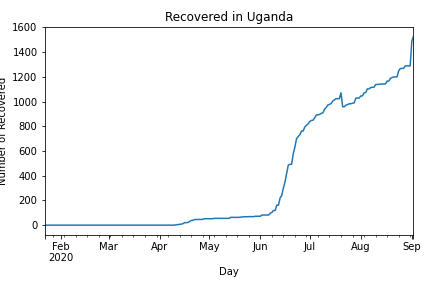 Recovered in Uganda
Number of Recovered
1600
1400
1200
1000
800
600
400
200
0
Feb
2020
Mar
Apr
May
Jun
Jul
Aug
Sep
Day